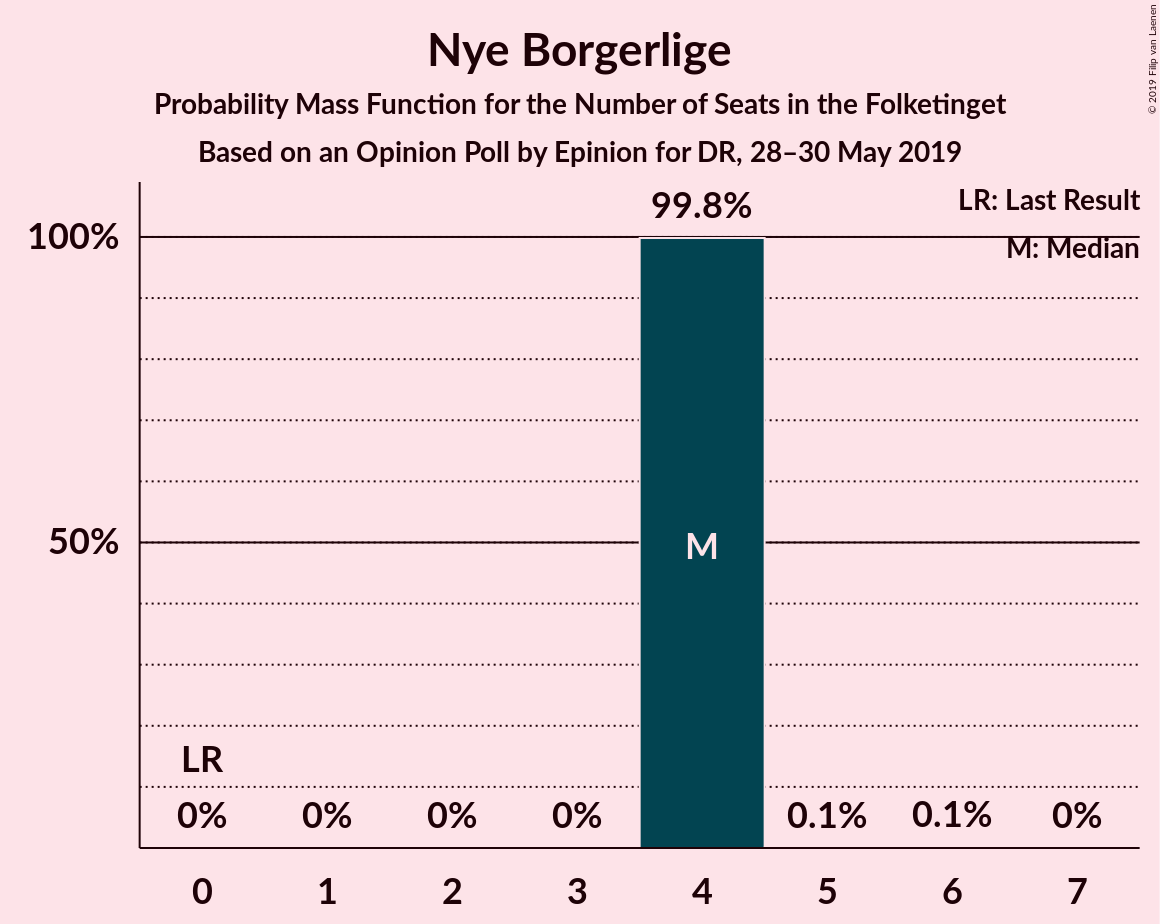 Nye Borgerlige
Probability Mass Function for the Number of Seats in the Folketinget
Based on an Opinion Poll by Epinion for DR, 28–30 May 2019
© 2019 Filip van Laenen
LR: Last Result
M: Median
99.8%
100%
50%
M
LR
0% 0% 0% 0% 0.1% 0.1% 0%
0 1 2 3 4 5 6 7